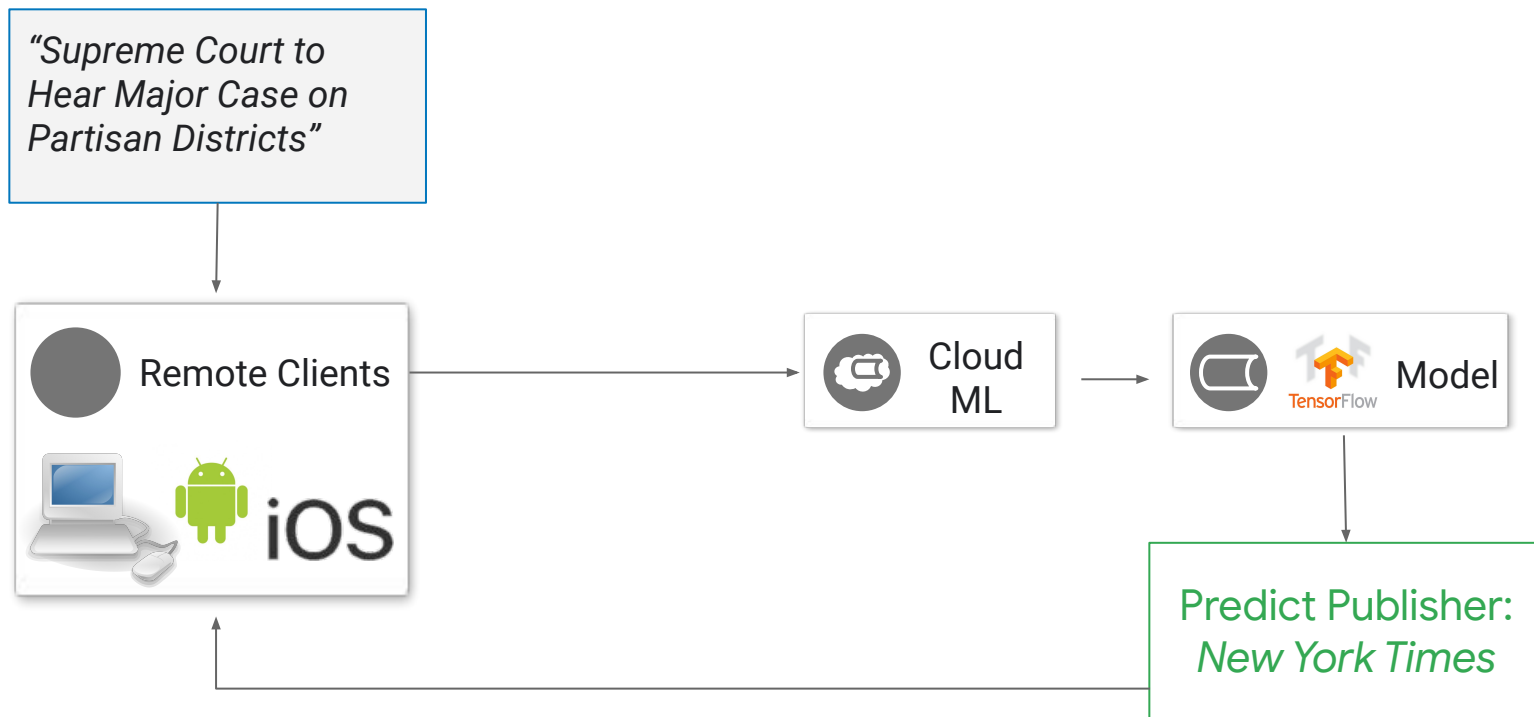 “Supreme Court to
Hear Major Case on
Partisan Districts”
Remote Clients
iOS
Cloud
ML
TensorFlow
Model
Predict Publisher:
New York Times